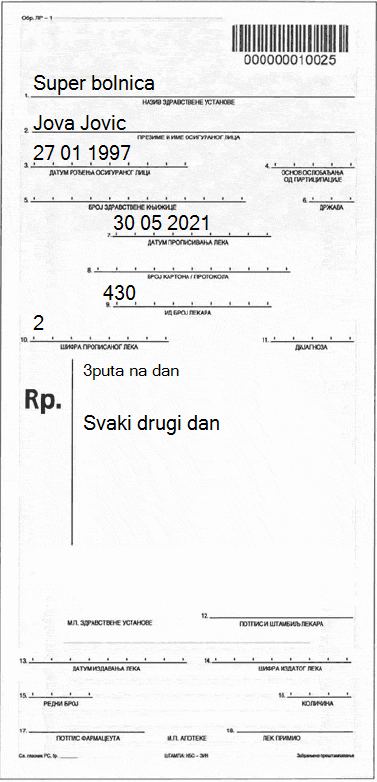 Обр. ЛР – 1
000000010025
Super bolnica
1.
НАЗИВ ЗДРАВСТВЕНЕ УСТАНОВЕ
Jova Jovic
2.
ПРЕЗИМЕ И ИМЕ ОСИГУРАНОГ ЛИЦА
27 01 1997
3. 4.
ДАТУМ РОЂЕЊА ОСИГУРАНОГ ЛИЦА ОСНОВ ОСЛОБАЂАЊА
ОД ПАРТИЦИПАЦИЈЕ
5. 6.
БРОЈ ЗДРАВСТВЕНЕ КЊИЖИЦЕ ДРЖАВА
30 05 2021
7.
ДАТУМ ПРОПИСИВАЊА ЛЕКА
8.
БРОЈ КАРТОНА / ПРОТОКОЛА
430
9.
ИД БРОЈ ЛЕКАРА
2
10. 11.
ШИФРА ПРОПИСАНОГ ЛЕКА ДИЈАГНОЗА
3puta na dan
Rp.
Svaki drugi dan
12.
М.П. ЗДРАВСТВЕНЕ УСТАНОВЕ ПОТПИС И ШТАМБИЉ ЛЕКАРА
13. 14.
ДАТУМ ИЗДАВАЊА ЛЕКА ШИФРА ИЗДАТОГ ЛЕКА
15. 16.
РЕДНИ БРОЈ КОЛИЧИНА
17. 18.
ПОТПИС ФАРМАЦЕУТА М.П. АПОТЕКЕ ЛЕК ПРИМИО
Сл. гласник РС, бр. ШТАМПА: НБС – ЗИН Забрањено прештампавање